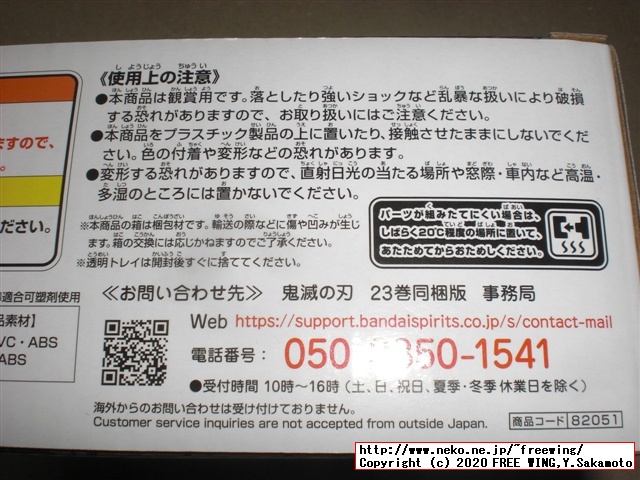 《使用上の注意》
●本商品は観賞用です。落としたり強いショックなど乱暴な扱いにより破損
する恐れがありますので、お取り扱いにはご注意ください。
●本商品をプラスチック製品の上に置いたり、接触させたままにしないでくだ
さい。色の付着や変形などの恐れがあります。
●変形する恐れがありますので、直射日光の当たる場所や窓際・車内など高温・
多湿のところには置かないでください。
ますので、
ださい。
※本商品の箱は梱包材です。輸送の際などに傷や凹みが生じ
ます。箱の交換には応じかねますのでご了承ください。
※透明トレイは開封後すぐに捨ててください。
パーツが組みたてにくい場合は、
しばらく20℃程度の場所に置いて、
あたためてからおためしください。
適合可塑剤使用
品素材】
VC・ABS
ABS
≪お問い合わせ先≫ 鬼滅の刃 23巻同梱版 事務局
Web https://support.bandaispirits.co.jp/s/contact-mail
電話番号: 050 350-1541
●受付時間 10時～16時(土、日、祝日、夏季・冬季休業日を除く)
海外からのお問い合わせは受け付けておりません。
Customer service inquiries are not accepted from outside Japan.
商品コード 82051
http://www.neko.ne.jp/~freewing/
Copyright (c) 2020 FREE WING,Y.Sakamoto